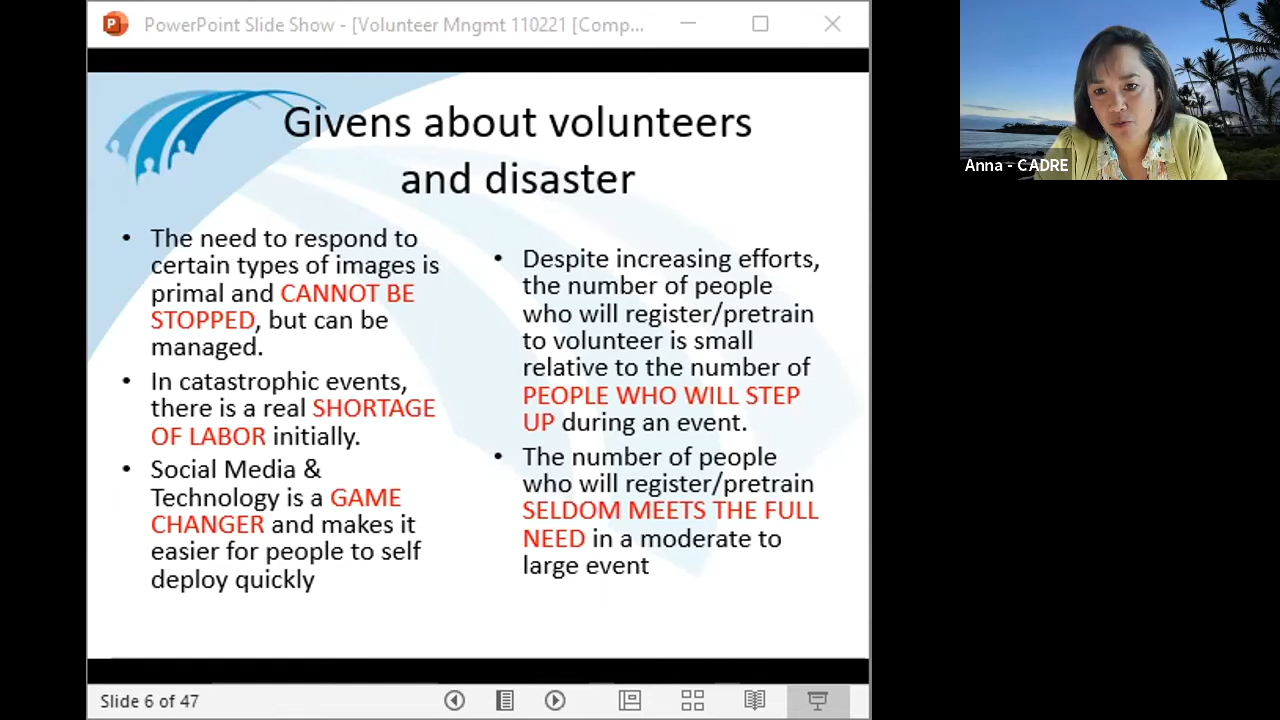 PowerPoint Slide Show - [Volunteer Mngmt 110221 [Comp...
Givens about volunteers
and disaster
• The need to respond to
certain types of images is
primal and CANNOT BE
STOPPED, but can be
managed.
• In catastrophic events,
there is a real SHORTAGE
OF LABOR initially.
• Social Media &
Technology is a GAME
CHANGER and makes it
easier for people to self
deploy quickly
• Despite increasing efforts,
the number of people
who will register/pretrain
to volunteer is small
relative to the number of
PEOPLE WHO WILL STEP
UP during an event.
• The number of people
who will register/pretrain
SELDOM MEETS THE FULL
NEED in a moderate to
large event
Slide 6 of 47
Anna - CADRE